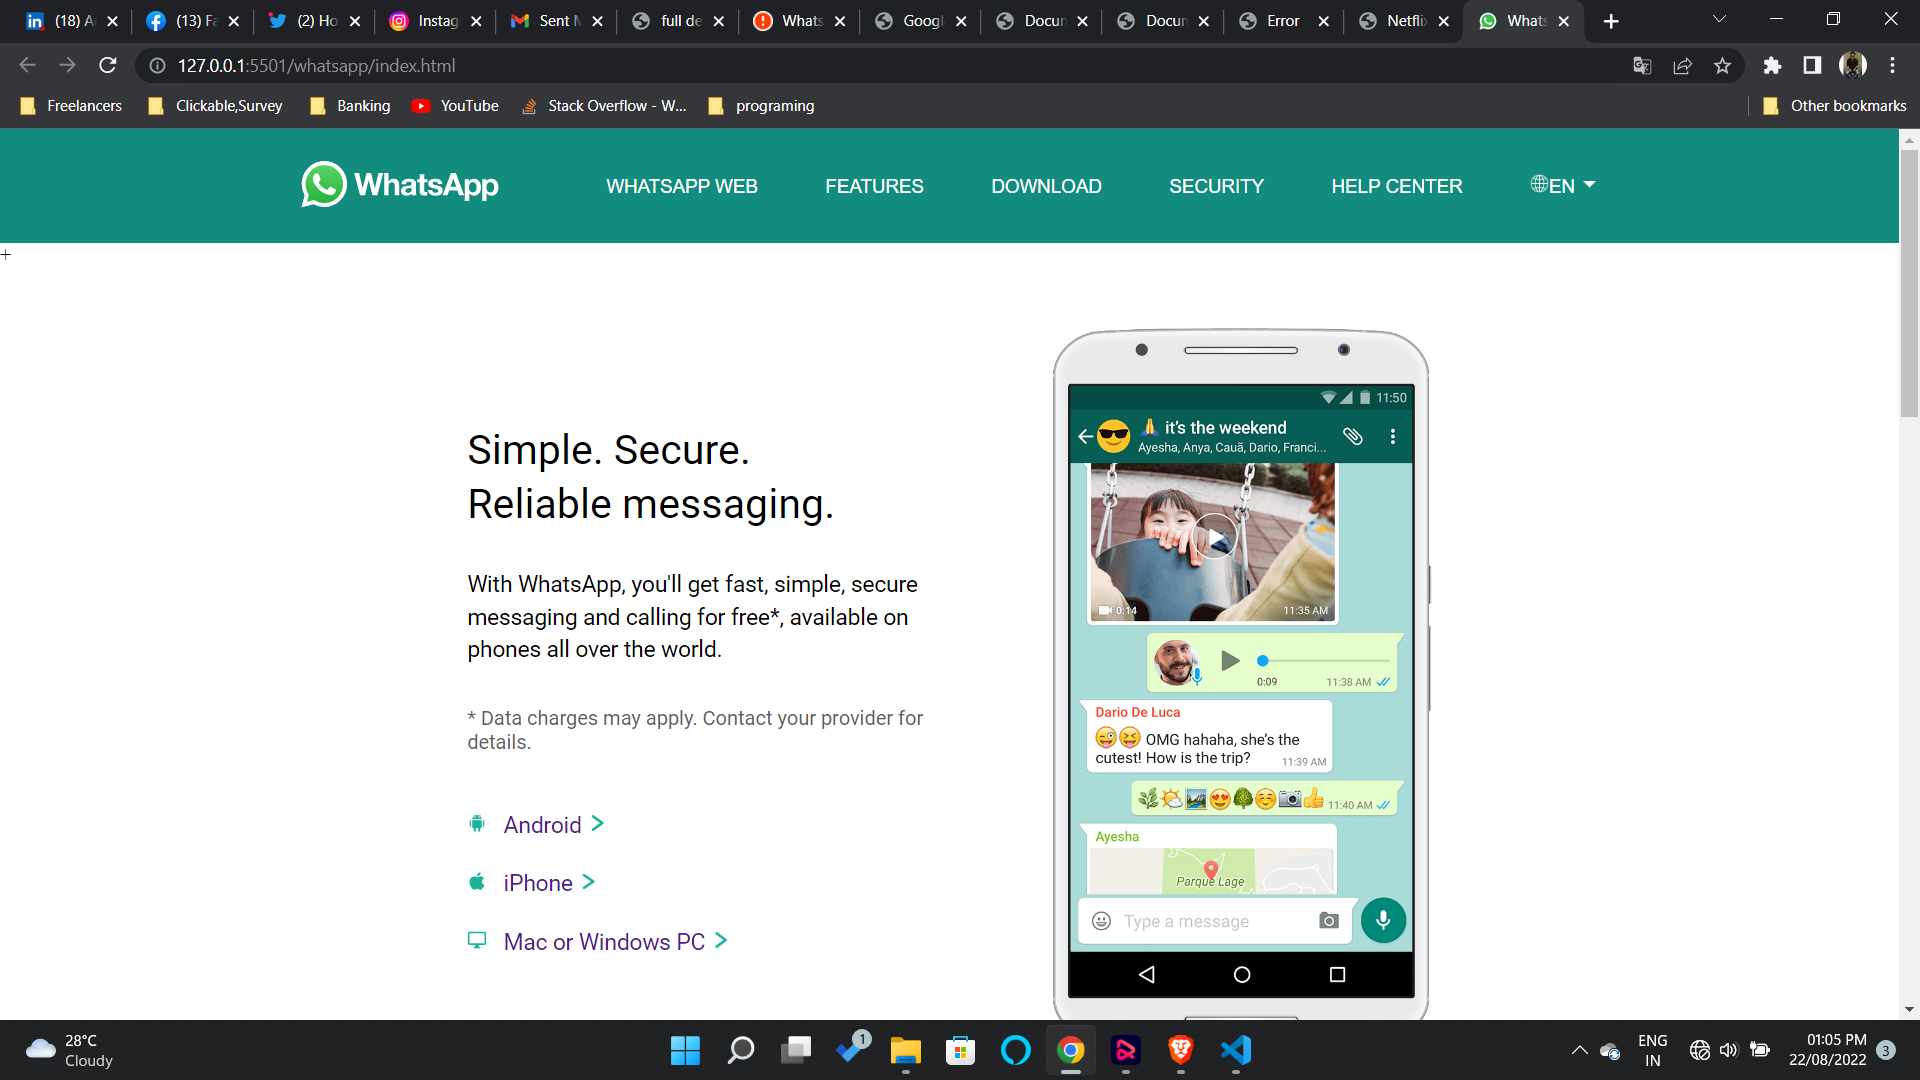 (18) A
(13) Fa
(2) Ho
Instag
Sent M
full de
Whats
Googl
Docun
Docun
Error
Netfli
Whats
127.0.0.1:5501/whatsapp/index.html
Freelancers
Clickable,Survey
Banking
YouTube
Stack Overflow - W...
programing
Other bookmarks
WhatsApp
WHATSAPP WEB
FEATURES
DOWNLOAD
SECURITY
HELP CENTER
EN
+
Simple. Secure.
Reliable messaging.
With WhatsApp, you'll get fast, simple, secure
messaging and calling for free*, available on
phones all over the world.
* Data charges may apply. Contact your provider for
details.
Android
iPhone
Mac or Windows PC
11:50
🙏 it's the weekend
Ayesha, Anya, Cauã, Dario, Franci...
0:14
11:35 AM
0:09
11:38 AM
Dario De Luca
OMG hahaha, she's the
cutest! How is the trip?
11:39 AM
11:40 AM
Ayesha
Parque Lage
Type a message
28°C
Cloudy
1
ENG
IN
01:05 PM
22/08/2022
3